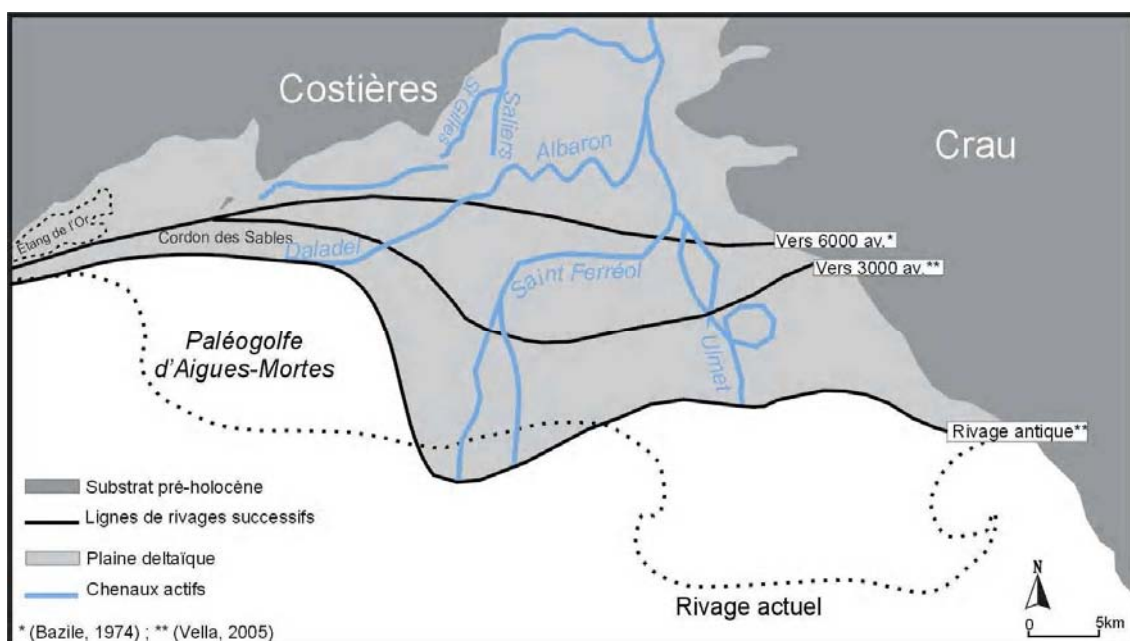 Costières
Crau
St Gilles
Saliers
Albaron
Étang de l'Or
Cordon des Sables
Daladel
Saint Ferréol
Ulmet
Vers 6000 av.*
Vers 3000 av.**
Paléogolfe
d'Aigues-Mortes
Rivage antique**
Substrat pré-holocène
Lignes de rivages successifs
Plaine deltaïque
Chenaux actifs
Rivage actuel
* (Bazile, 1974) ; ** (Vella, 2005)
N
0 5km